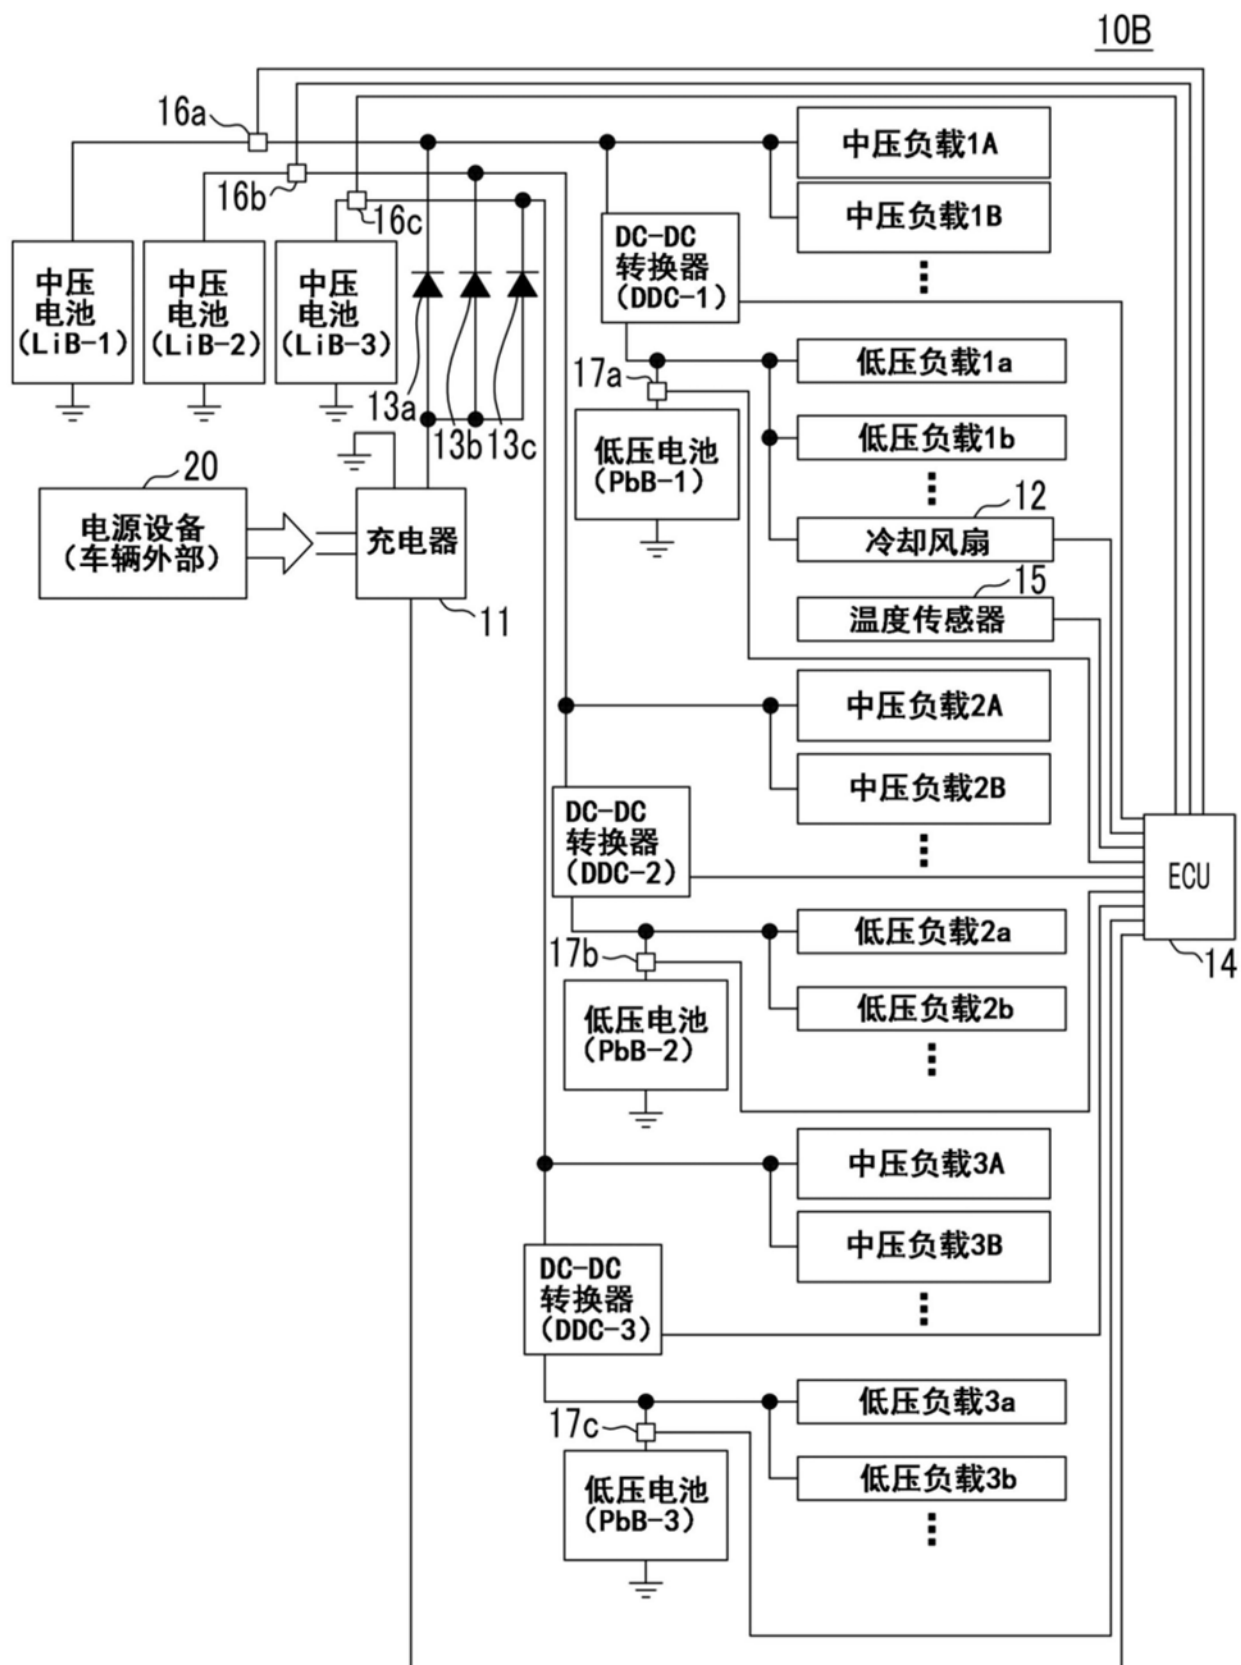 10B
16a
16b
16c
中压负载1A
中压负载1B
中压
电池
(LiB-1)
中压
电池
(LiB-2)
中压
电池
(LiB-3)
13a
13b
13c
DC-DC
转换器
(DDC-1)
17a
低压负载1a
低压负载1b
低压电池
(PbB-1)
20
电源设备
(车辆外部)
充电器
11
12
冷却风扇
15
温度传感器
中压负载2A
中压负载2B
DC-DC
转换器
(DDC-2)
ECU
14
17b
低压负载2a
低压负载2b
低压电池
(PbB-2)
中压负载3A
中压负载3B
DC-DC
转换器
(DDC-3)
17c
低压负载3a
低压负载3b
低压电池
(PbB-3)